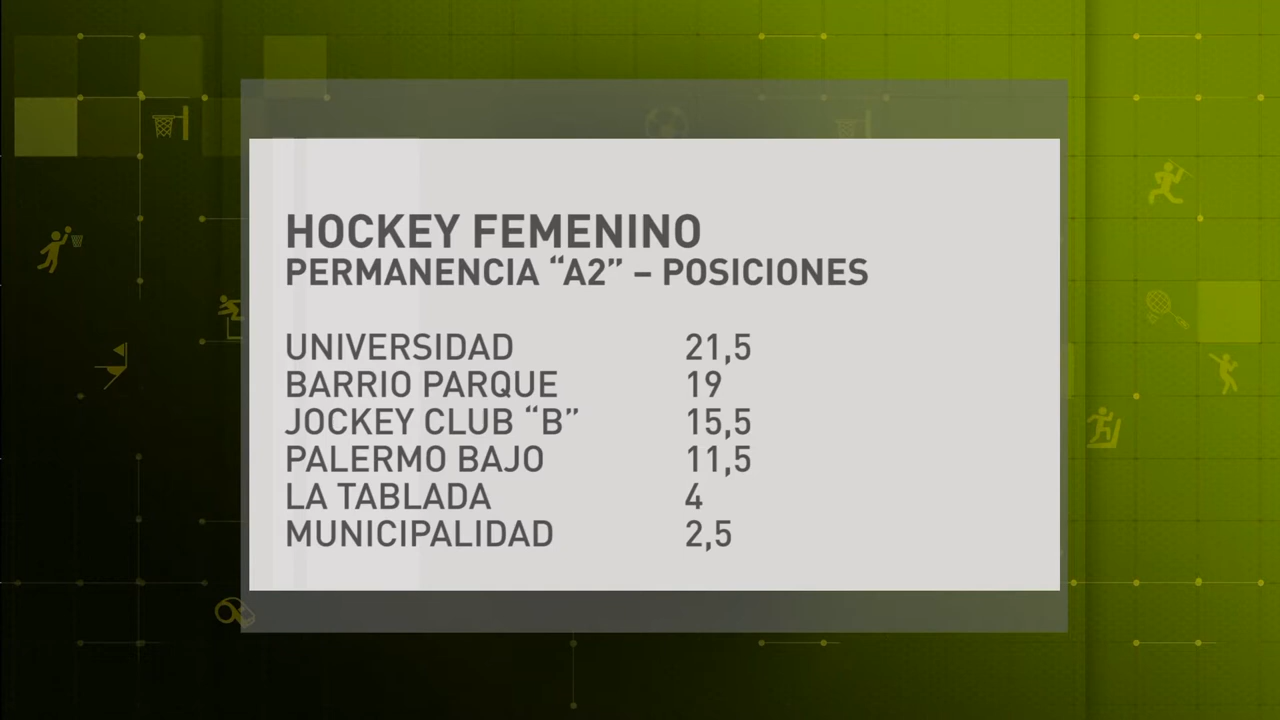 HOCKEY FEMENINO
PERMANENCIA “A2” – POSICIONES
UNIVERSIDAD 21,5
BARRIO PARQUE 19
JOCKEY CLUB “B” 15,5
PALERMO BAJO 11,5
LA TABLADA 4
MUNICIPALIDAD 2,5